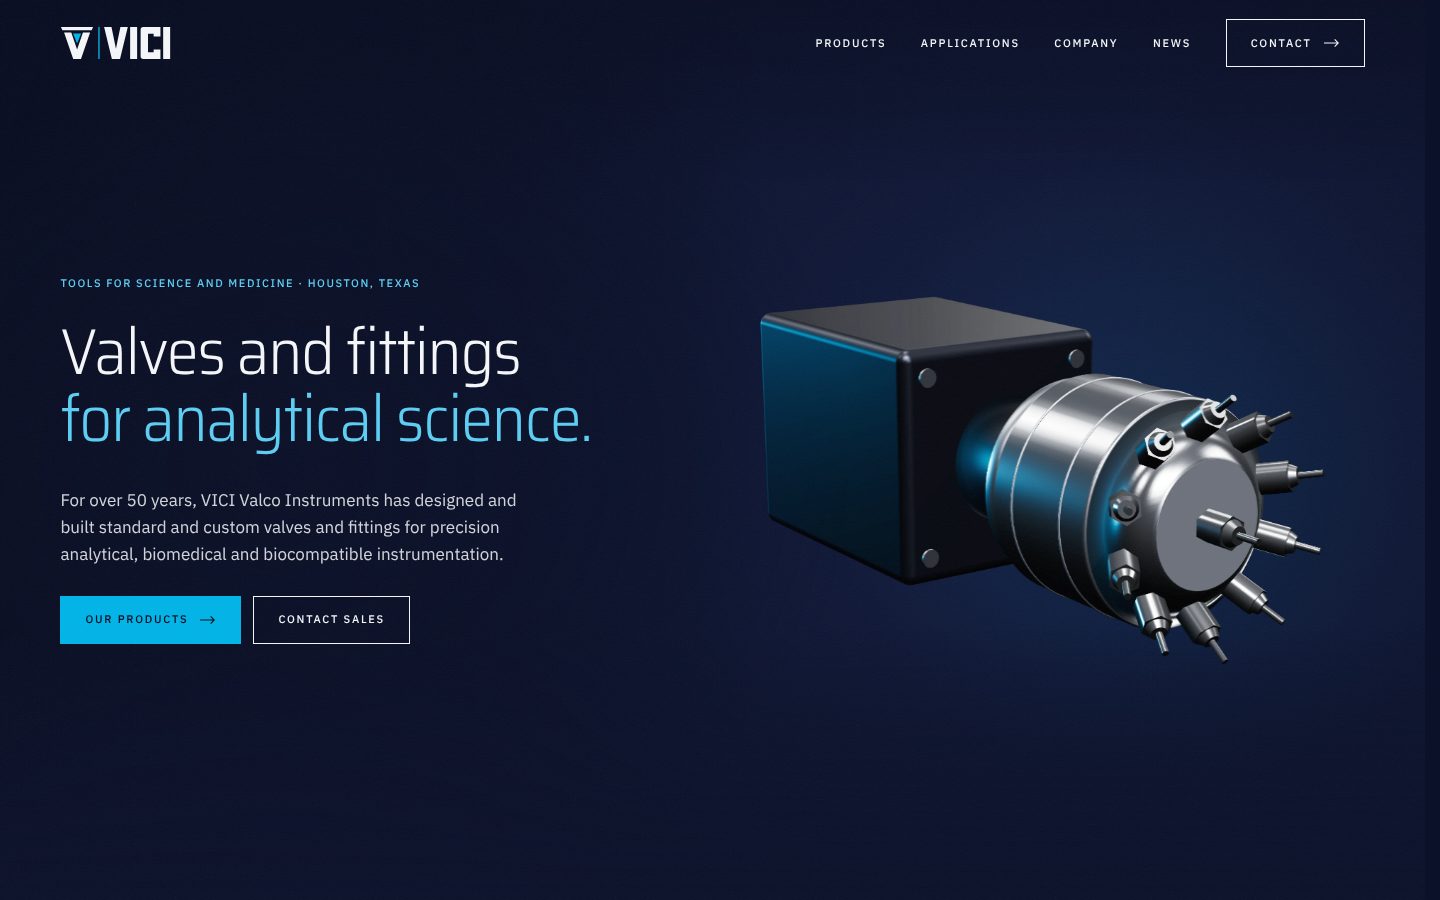 VICI
PRODUCTS
APPLICATIONS
COMPANY
NEWS
CONTACT
TOOLS FOR SCIENCE AND MEDICINE · HOUSTON, TEXAS
Valves and fittings
for analytical science.
For over 50 years, VICI Valco Instruments has designed and
built standard and custom valves and fittings for precision
analytical, biomedical and biocompatible instrumentation.
OUR PRODUCTS
CONTACT SALES